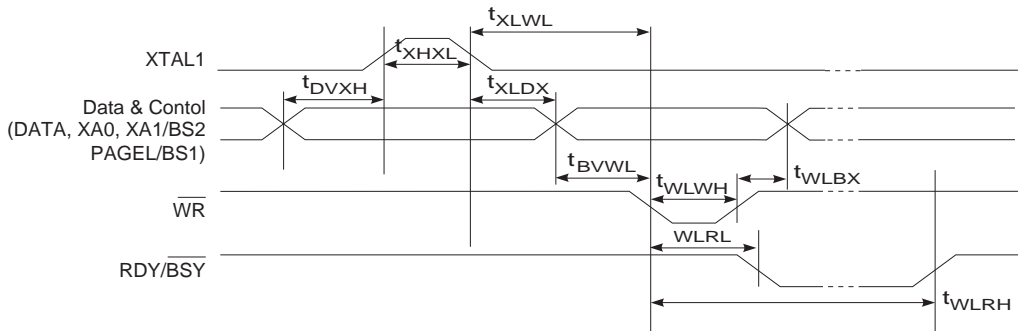 tXLWL
XTAL1
tXHXL
tDVXH
tXLDX
Data & Contol
(DATA, XA0, XA1/BS2
PAGEL/BS1)
tBVWL
tWLWH
tWLBX
WR
WLRL
RDY/BSY
tWLRH